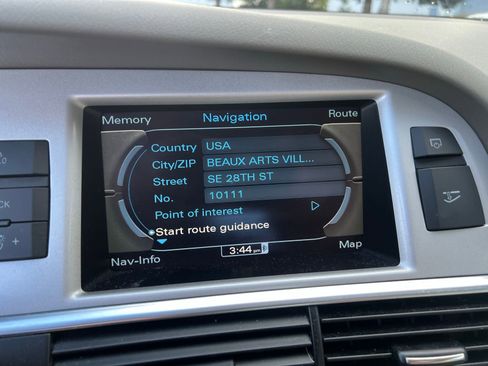 Memory Navigation Route
Country USA
City/ZIP BEAUX ARTS VILL...
Street SE 28TH ST
No. 10111
Point of interest
Start route guidance
Nav-Info 3:44 pm Map